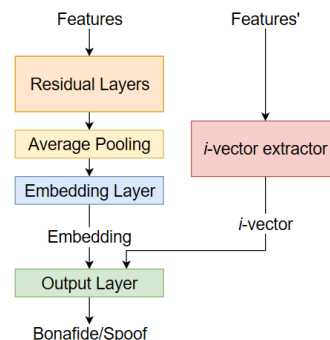 Features
Features'
Residual Layers
Average Pooling
i-vector extractor
Embedding Layer
Embedding
i-vector
Output Layer
Bonafide/Spoof